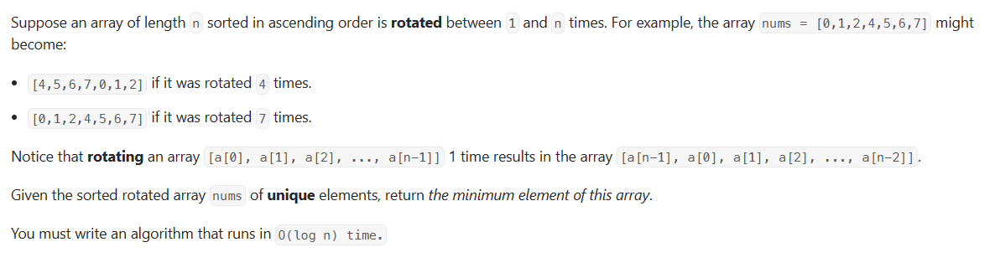 Suppose an array of length n sorted in ascending order is rotated between 1 and n times. For example, the array nums = [0,1,2,4,5,6,7] might
become:
• [4,5,6,7,0,1,2] if it was rotated 4 times.
• [0,1,2,4,5,6,7] if it was rotated 7 times.
Notice that rotating an array [a[0], a[1], a[2], ..., a[n-1]] 1 time results in the array [a[n-1], a[0], a[1], a[2], ..., a[n-2]].
Given the sorted rotated array nums of unique elements, return the minimum element of this array.
You must write an algorithm that runs in O(log n) time.